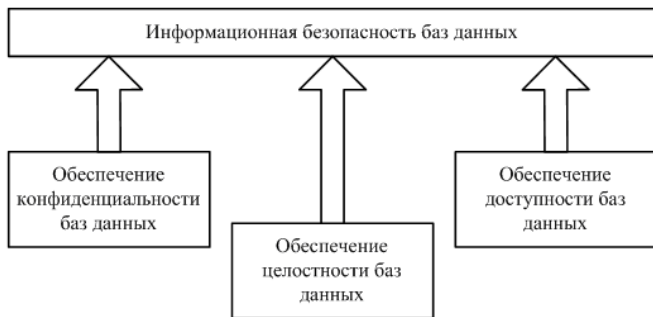 Информационная безопасность баз данных
Обеспечение
конфиденциальности
баз данных
Обеспечение
целостности баз
данных
Обеспечение
доступности баз
данных